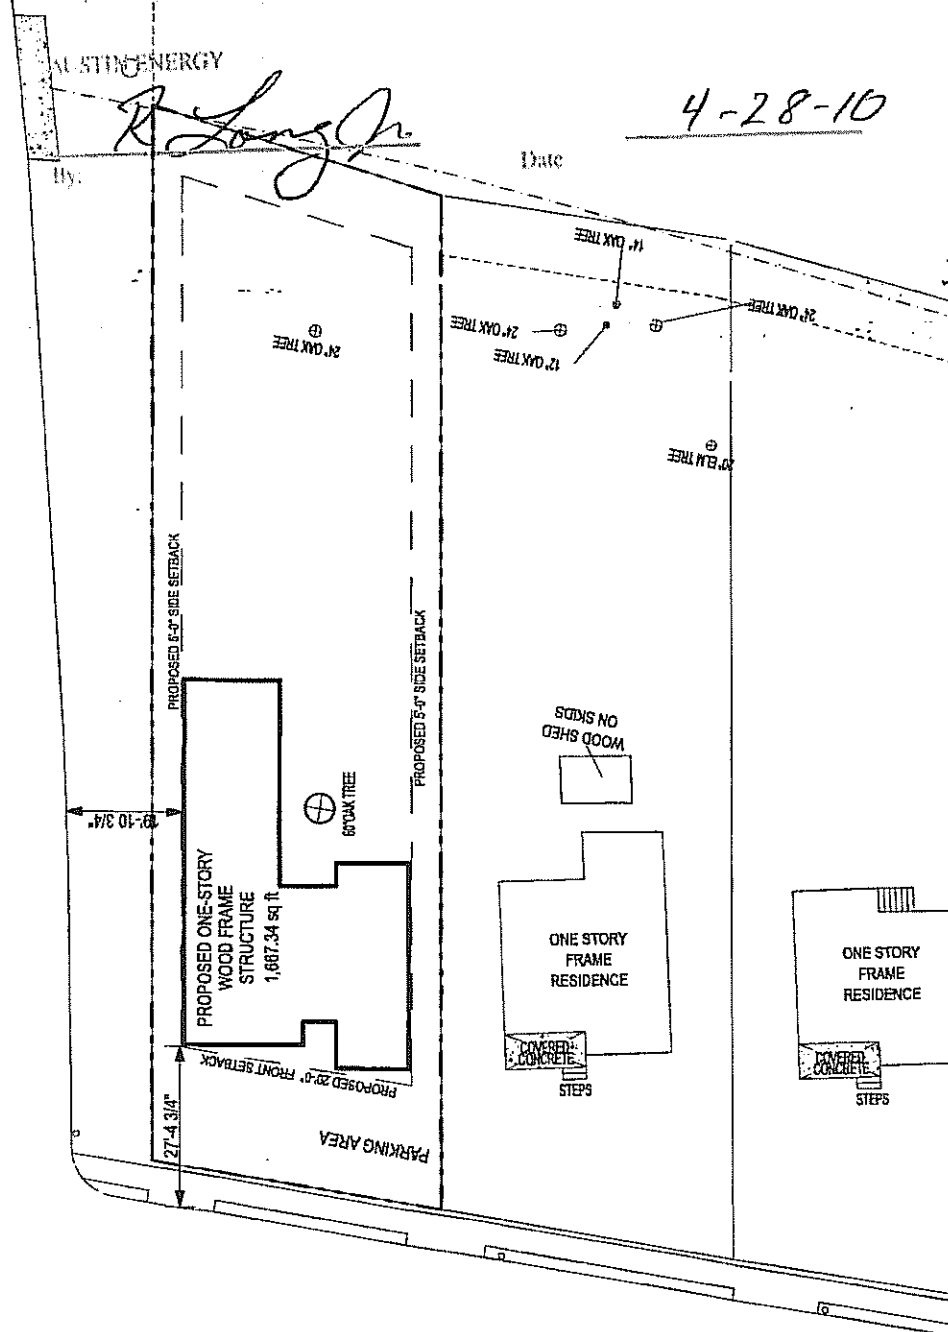 AUSTIN ENERGY
R Long Jr.
4-28-10
By:
Date
14" OAK TREE
24" OAK TREE
24" OAK TREE
24" OAK TREE
12" OAK TREE
20" ELM TREE
PROPOSED 5'-0" SIDE SETBACK
PROPOSED 5'-0" SIDE SETBACK
WOOD SHED
ON SKIDS
19'-10 3/4"
60" OAK TREE
PROPOSED ONE-STORY
WOOD FRAME
STRUCTURE
1,687.34 sq ft
ONE STORY
FRAME
RESIDENCE
ONE STORY
FRAME
RESIDENCE
COVERED
CONCRETE
STEPS
COVERED
CONCRETE
STEPS
PROPOSED 20'-0" FRONT SETBACK
27'-4 3/4"
PARKING AREA